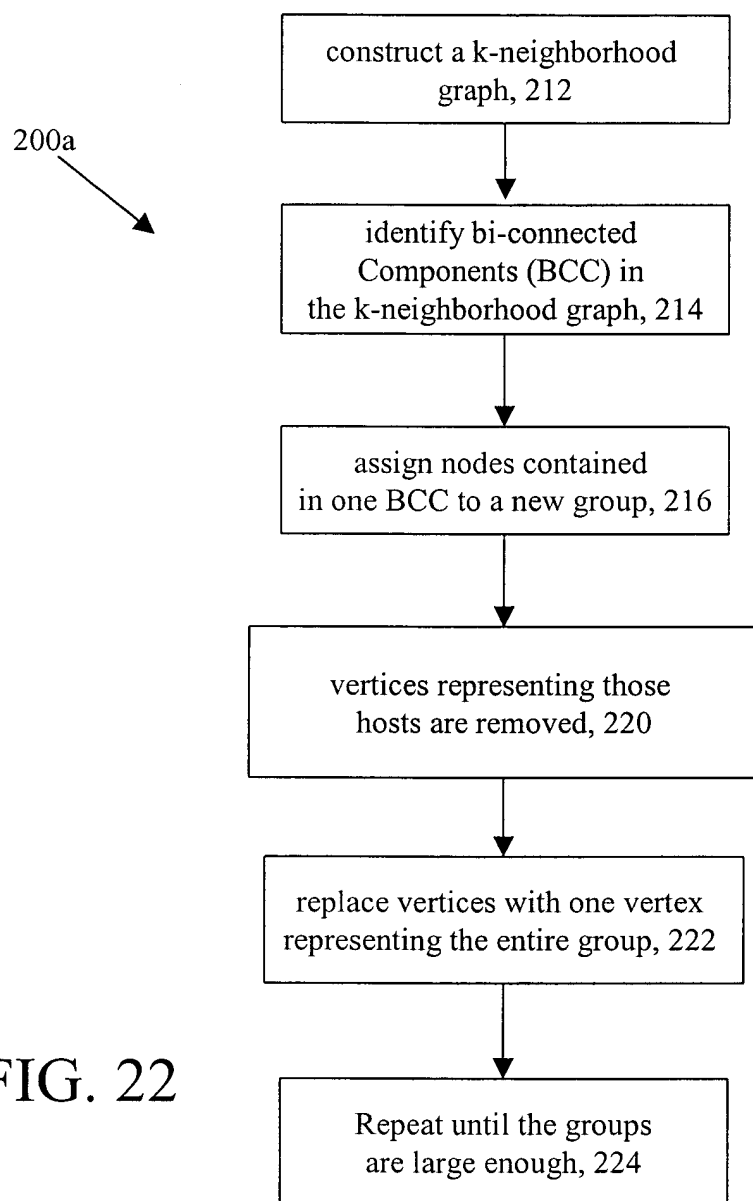 construct a k-neighborhood
graph, 212
200a
identify bi-connected
Components (BCC) in
the k-neighborhood graph, 214
assign nodes contained
in one BCC to a new group, 216
vertices representing those
hosts are removed, 220
replace vertices with one vertex
representing the entire group, 222
FIG. 22
Repeat until the groups
are large enough, 224